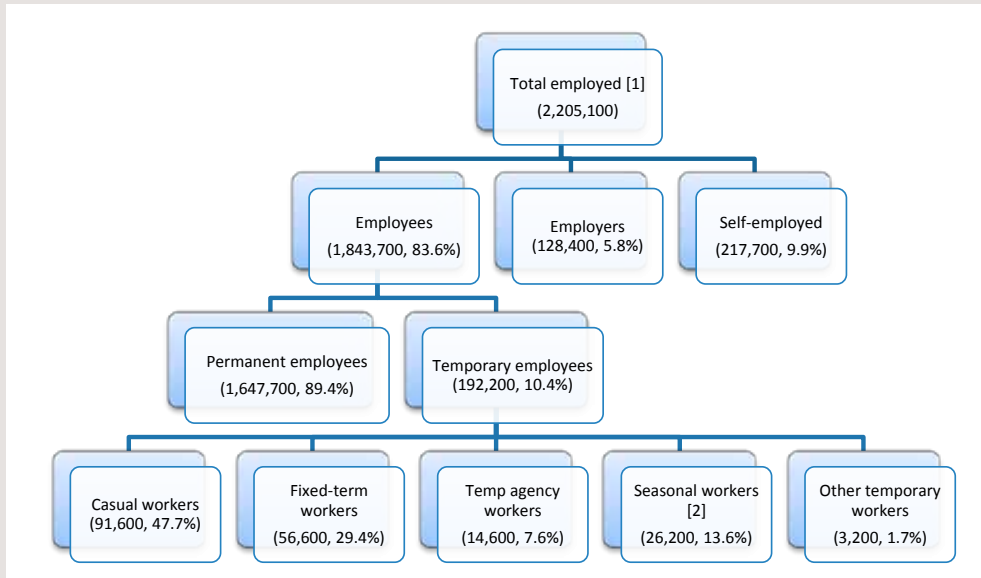 Total employed [1]
(2,205,100)
Employees
(1,843,700, 83.6%)
Employers
(128,400, 5.8%)
Self-employed
(217,700, 9.9%)
Permanent employees
(1,647,700, 89.4%)
Temporary employees
(192,200, 10.4%)
Casual workers
(91,600, 47.7%)
Fixed-term
workers
(56,600, 29.4%)
Temp agency
workers
(14,600, 7.6%)
Seasonal workers
[2]
(26,200, 13.6%)
Other temporary
workers
(3,200, 1.7%)